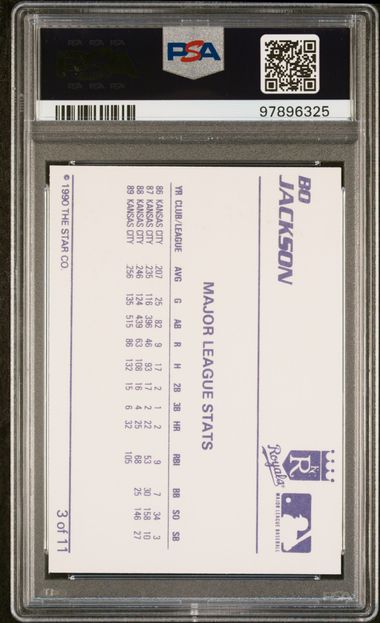 PSA
97896325
BO
JACKSON
Royals
MAJOR LEAGUE BASEBALL
MAJOR LEAGUE STATS
YR CLUB/LEAGUE AVG G AB R H 2B 3B HR RBI BB SO SB
86 KANSAS CITY .207 25 82 9 17 2 1 2 9 7 34 3
87 KANSAS CITY .235 116 396 46 93 17 2 22 53 30 158 10
88 KANSAS CITY .246 124 439 63 108 16 4 25 68 25 146 27
89 KANSAS CITY .256 135 515 86 132 15 6 32 105
© 1990 THE STAR CO.
3 of 11
PSA